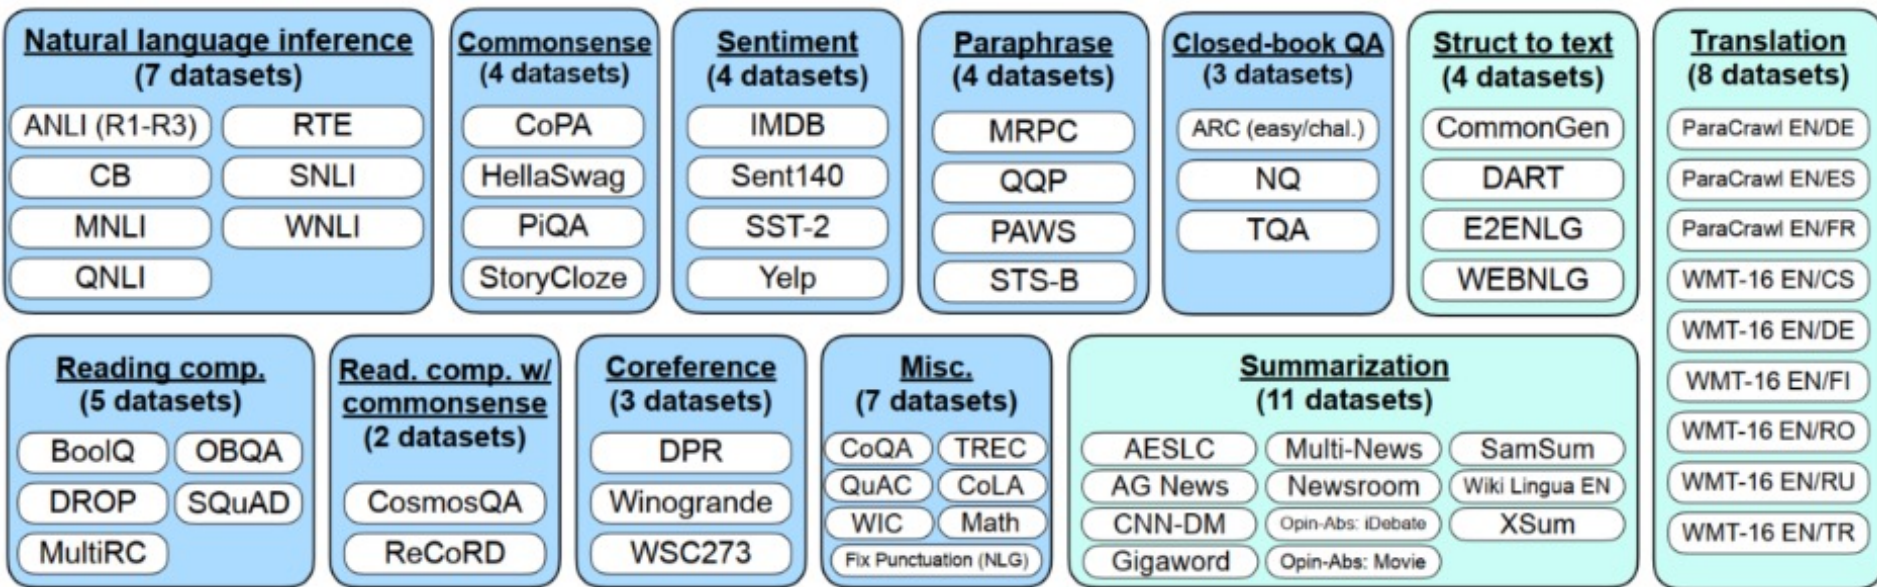 Natural language inference
(7 datasets)
ANLI (R1-R3)
RTE
CB
SNLI
MNLI
WNLI
QNLI
Commonsense
(4 datasets)
CoPA
HellaSwag
PiQA
StoryCloze
Sentiment
(4 datasets)
IMDB
Sent140
SST-2
Yelp
Paraphrase
(4 datasets)
MRPC
QQP
PAWS
STS-B
Closed-book QA
(3 datasets)
ARC (easy/chal.)
NQ
TQA
Struct to text
(4 datasets)
CommonGen
DART
E2ENLG
WEBNLG
Translation
(8 datasets)
ParaCrawl EN/DE
ParaCrawl EN/ES
ParaCrawl EN/FR
WMT-16 EN/CS
WMT-16 EN/DE
WMT-16 EN/FI
WMT-16 EN/RO
WMT-16 EN/RU
WMT-16 EN/TR
Reading comp.
(5 datasets)
BoolQ
OBQA
DROP
SQuAD
MultiRC
Read. comp. w/
commonsense
(2 datasets)
CosmosQA
ReCoRD
Coreference
(3 datasets)
DPR
Winogrande
WSC273
Misc.
(7 datasets)
CoQA
TREC
QuAC
CoLA
WIC
Math
Fix Punctuation (NLG)
Summarization
(11 datasets)
AESLC
Multi-News
SamSum
AG News
Newsroom
Wiki Lingua EN
CNN-DM
Opin-Abs: iDebate
XSum
Gigaword
Opin-Abs: Movie